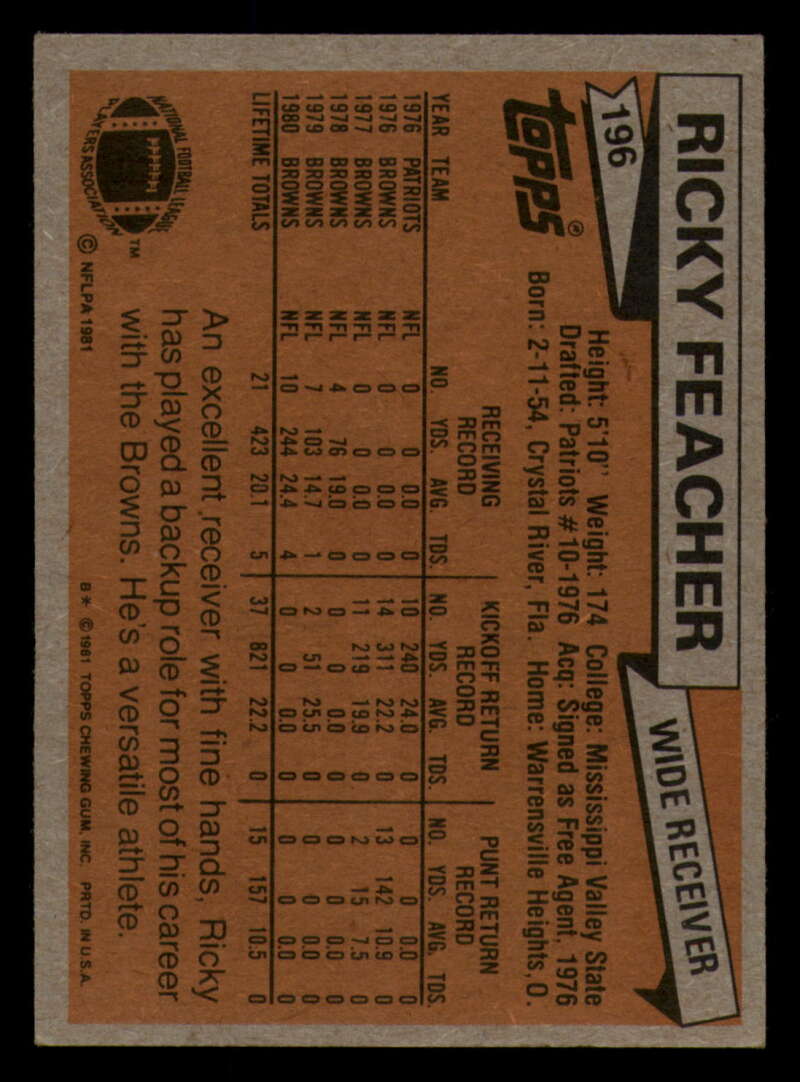 RICKY FEACHER
WIDE RECEIVER
196
Topps®
Height: 5'10" Weight: 174 College: Mississippi Valley State
Drafted: Patriots #10-1976 Acq: Signed as Free Agent, 1976
Born: 2-11-54, Crystal River, Fla. Home: Warrensville Heights, O.
RECEIVING RECORD KICKOFF RETURN RECORD PUNT RETURN RECORD
YEAR TEAM NO. YDS. AVG. TDS. NO. YDS. AVG. TDS. NO. YDS. AVG. TDS.
1976 PATRIOTS NFL 0 0 0.0 0 10 240 24.0 0 0 0 0.0 0
1976 BROWNS NFL 0 0 0.0 0 14 311 22.2 0 13 142 10.9 0
1977 BROWNS NFL 0 0 0.0 0 11 219 19.9 0 2 15 7.5 0
1978 BROWNS NFL 4 76 19.0 0 0 0 0.0 0 0 0 0.0 0
1979 BROWNS NFL 7 103 14.7 1 2 51 25.5 0 0 0 0.0 0
1980 BROWNS NFL 10 244 24.4 4 0 0 0.0 0 0 0 0.0 0
LIFETIME TOTALS 21 423 20.1 5 37 821 22.2 0 15 157 10.5 0
An excellent receiver with fine hands, Ricky
has played a backup role for most of his career
with the Browns. He's a versatile athlete.
NATIONAL FOOTBALL LEAGUE
PLAYERS ASSOCIATION
TM
© NFLPA 1981
B* ©1981 TOPPS CHEWING GUM, INC. PRTD. IN U.S.A.